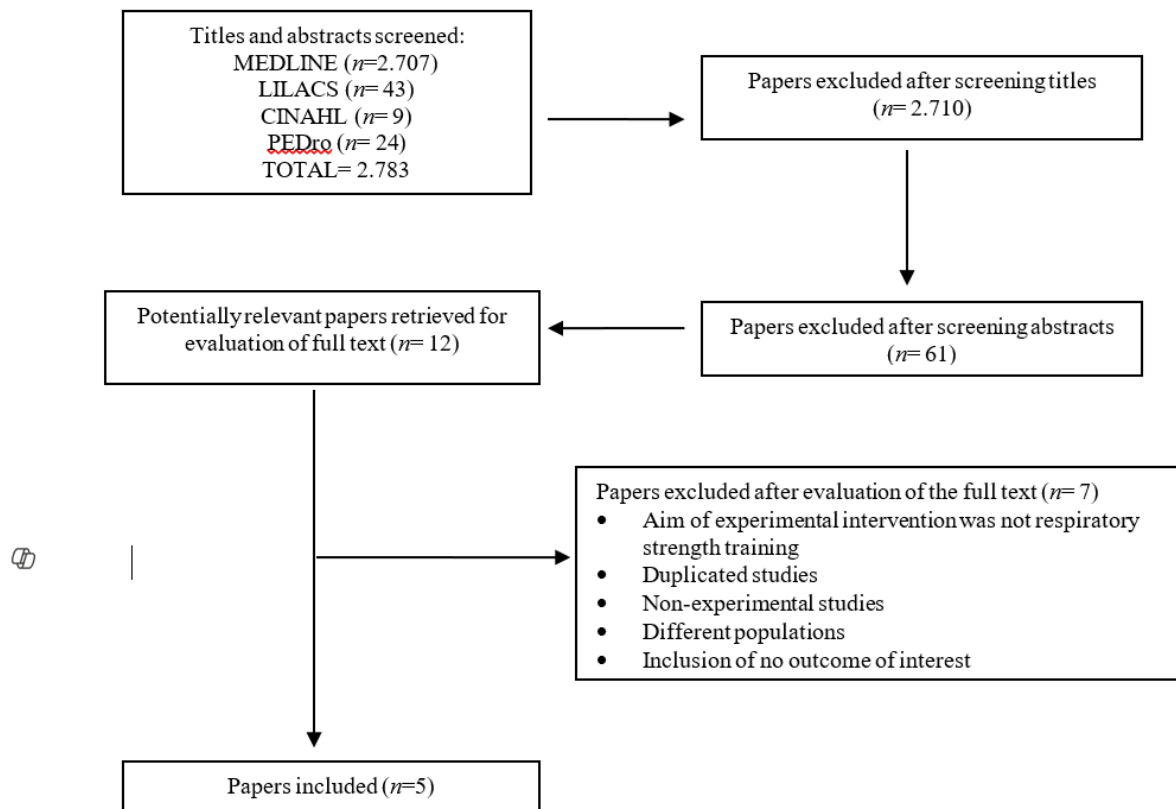 Titles and abstracts screened:
MEDLINE (n=2.707)
LILACS (n= 43)
CINAHL (n= 9)
PEDro (n= 24)
TOTAL= 2.783
Papers excluded after screening titles
(n= 2.710)
Potentially relevant papers retrieved for
evaluation of full text (n= 12)
Papers excluded after screening abstracts
(n= 61)
Papers excluded after evaluation of the full text (n= 7)
• Aim of experimental intervention was not respiratory
strength training
• Duplicated studies
• Non-experimental studies
• Different populations
• Inclusion of no outcome of interest
Papers included (n=5)